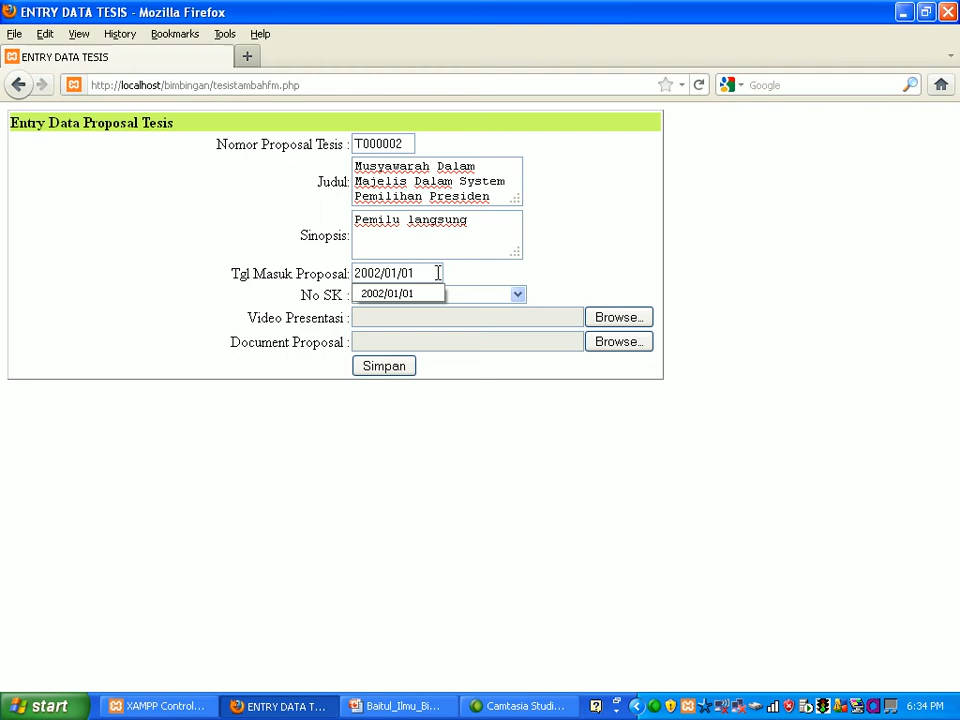 ENTRY DATA TESIS - Mozilla Firefox
File Edit View History Bookmarks Tools Help
ENTRY DATA TESIS
http://localhost/bimbingan/tesistambahfm.php
Google
Entry Data Proposal Tesis
Nomor Proposal Tesis : T000002
Judul: Musyawarah Dalam
Majelis Dalam System
Pemilihan Presiden
Sinopsis: Pemilu langsung
Tgl Masuk Proposal: 2002/01/01
No SK : 2002/01/01
Video Presentasi : Browse...
Document Proposal : Browse...
Simpan
start XAMPP Control... ENTRY DATA T... Baitul_Ilmu_Bi... Camtasia Studi... 6:34 PM